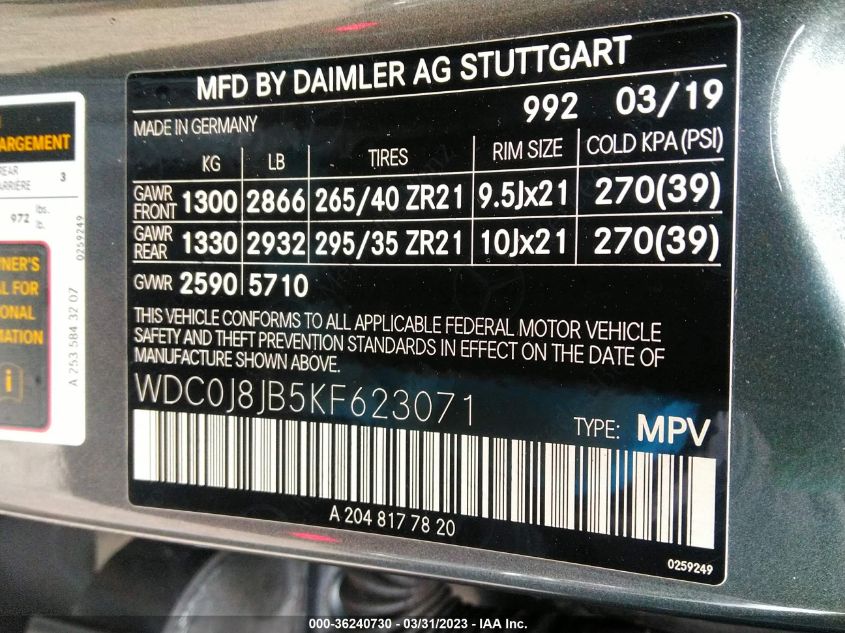 MFD BY DAIMLER AG STUTTGART
992 03/19
MADE IN GERMANY
KG LB TIRES RIM SIZE COLD KPA (PSI)
GAWR FRONT 1300 2866 265/40 ZR21 9.5Jx21 270(39)
GAWR REAR 1330 2932 295/35 ZR21 10Jx21 270(39)
GVWR 2590 5710
THIS VEHICLE CONFORMS TO ALL APPLICABLE FEDERAL MOTOR VEHICLE
SAFETY AND THEFT PREVENTION STANDARDS IN EFFECT ON THE DATE OF
MANUFACTURE SHOWN ABOVE.
WDC0J8JB5KF623071
TYPE: MPV
A 204 817 78 20
0259249
REAR
3
972 lbs.
lb.
0259249
FOR
A 253 584 32 07
000-36240730 - 03/31/2023 - IAA Inc.